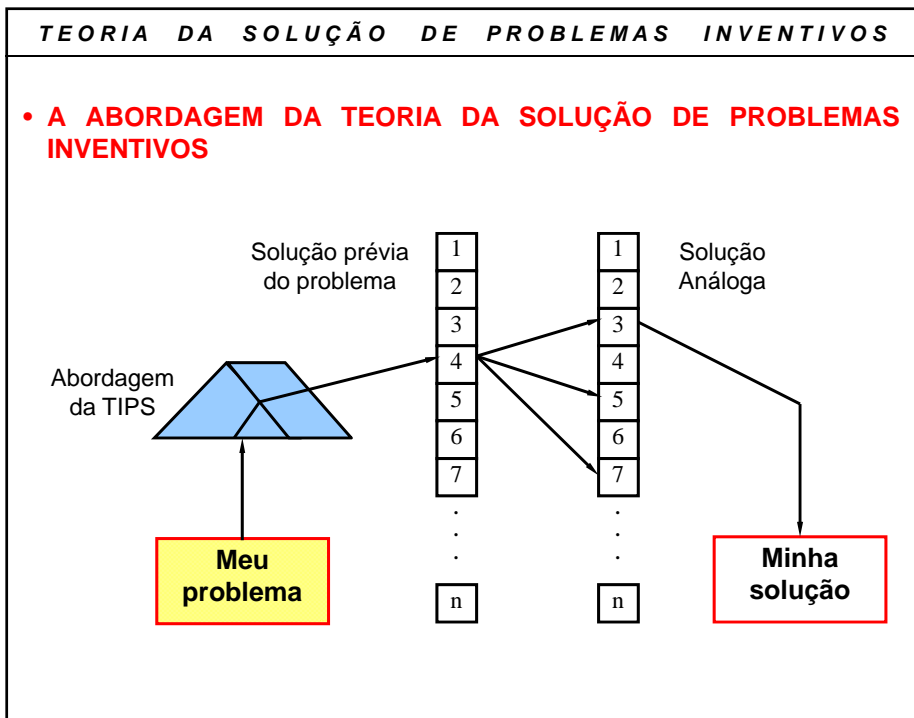 TEORIA DA SOLUÇÃO DE PROBLEMAS INVENTIVOS
• A ABORDAGEM DA TEORIA DA SOLUÇÃO DE PROBLEMAS
INVENTIVOS
Solução prévia
do problema
1
2
3
4
5
6
7
.
.
.
n
1
2
3
4
5
6
7
.
.
.
n
Solução
Análoga
Abordagem
da TIPS
Meu
problema
Minha
solução